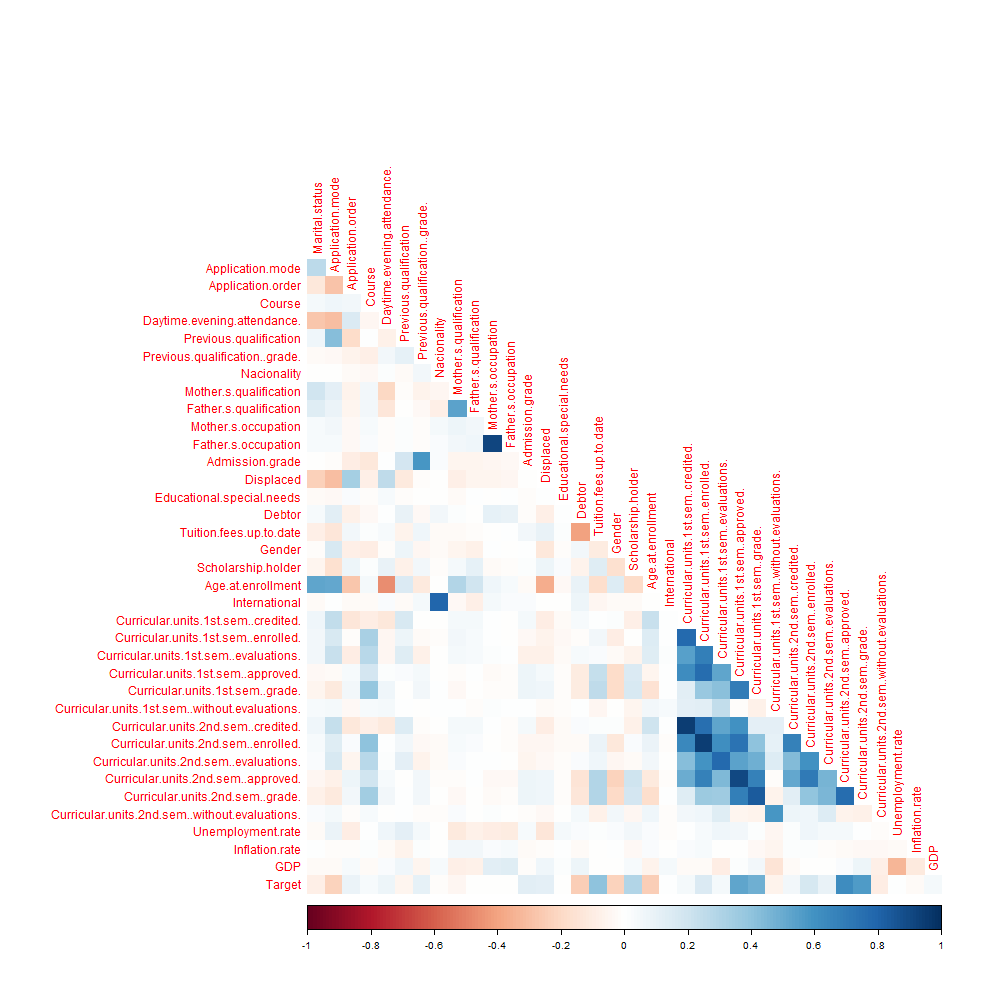 Marital.status
Application.mode
Application.order
Course
Daytime.evening.attendance.
Previous.qualification
Previous.qualification..grade.
Nacionality
Mother.s.qualification
Father.s.qualification
Mother.s.occupation
Father.s.occupation
Admission.grade
Displaced
Educational.special.needs
Debtor
Tuition.fees.up.to.date
Gender
Scholarship.holder
Age.at.enrollment
International
Curricular.units.1st.sem..credited.
Curricular.units.1st.sem..enrolled.
Curricular.units.1st.sem..evaluations.
Curricular.units.1st.sem..approved.
Curricular.units.1st.sem..grade.
Curricular.units.1st.sem..without.evaluations.
Curricular.units.2nd.sem..credited.
Curricular.units.2nd.sem..enrolled.
Curricular.units.2nd.sem..evaluations.
Curricular.units.2nd.sem..approved.
Curricular.units.2nd.sem..grade.
Curricular.units.2nd.sem..without.evaluations.
Unemployment.rate
Inflation.rate
GDP
Application.mode
Application.order
Course
Daytime.evening.attendance.
Previous.qualification
Previous.qualification..grade.
Nacionality
Mother.s.qualification
Father.s.qualification
Mother.s.occupation
Father.s.occupation
Admission.grade
Displaced
Educational.special.needs
Debtor
Tuition.fees.up.to.date
Gender
Scholarship.holder
Age.at.enrollment
International
Curricular.units.1st.sem..credited.
Curricular.units.1st.sem..enrolled.
Curricular.units.1st.sem..evaluations.
Curricular.units.1st.sem..approved.
Curricular.units.1st.sem..grade.
Curricular.units.1st.sem..without.evaluations.
Curricular.units.2nd.sem..credited.
Curricular.units.2nd.sem..enrolled.
Curricular.units.2nd.sem..evaluations.
Curricular.units.2nd.sem..approved.
Curricular.units.2nd.sem..grade.
Curricular.units.2nd.sem..without.evaluations.
Unemployment.rate
Inflation.rate
GDP
Target
-1 -0.8 -0.6 -0.4 -0.2 0 0.2 0.4 0.6 0.8 1